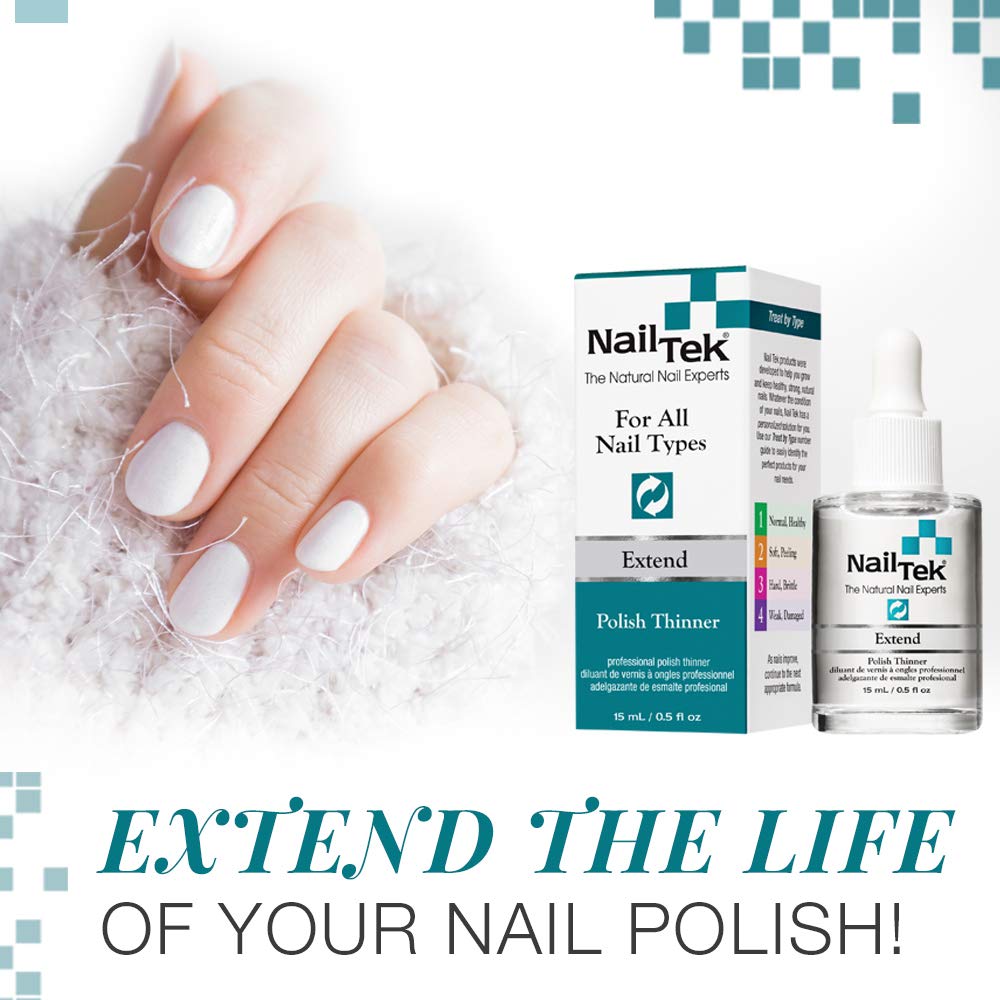 NailTek®
The Natural Nail Experts
For All
Nail Types
Extend
Polish Thinner
professional polish thinner
diluant de vernis à ongles professionnel
adelgazante de esmalte profesional
15 mL / 0.5 fl oz
Treat by Type
Nail Tek products were
developed to help you grow
and keep healthy, strong, natural
nails. Whatever the condition
of your nails, Nail Tek has a
personalized solution for you.
Use our Treat by Type number
guide to easily identify the
perfect products for your
nail needs.
1 Normal, Healthy
2 Soft, Peeling
3 Hard, Brittle
4 Weak, Damaged
As nails improve,
continue to the next
appropriate formula.
NailTek®
The Natural Nail Experts
Extend
Polish Thinner
diluant de vernis à ongles professionnel
adelgazante de esmalte profesional
15 mL / 0.5 fl oz
EXTEND THE LIFE
OF YOUR NAIL POLISH!